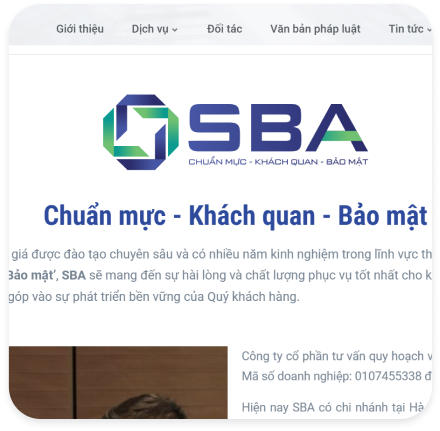 Giới thiệu Dịch vụ Đối tác Văn bản pháp luật Tin tức
SBA
CHUẨN MỰC - KHÁCH QUAN - BẢO MẬT
Chuẩn mực - Khách quan - Bảo mật
giá được đào tạo chuyên sâu và có nhiều năm kinh nghiệm trong lĩnh vực th
Bảo mật’, SBA sẽ mang đến sự hài lòng và chất lượng phục vụ tốt nhất cho k
góp vào sự phát triển bền vững của Quý khách hàng.
Công ty cổ phần tư vấn quy hoạch v
Mã số doanh nghiệp: 0107455338 đ
Hiện nay SBA có chi nhánh tại Hà